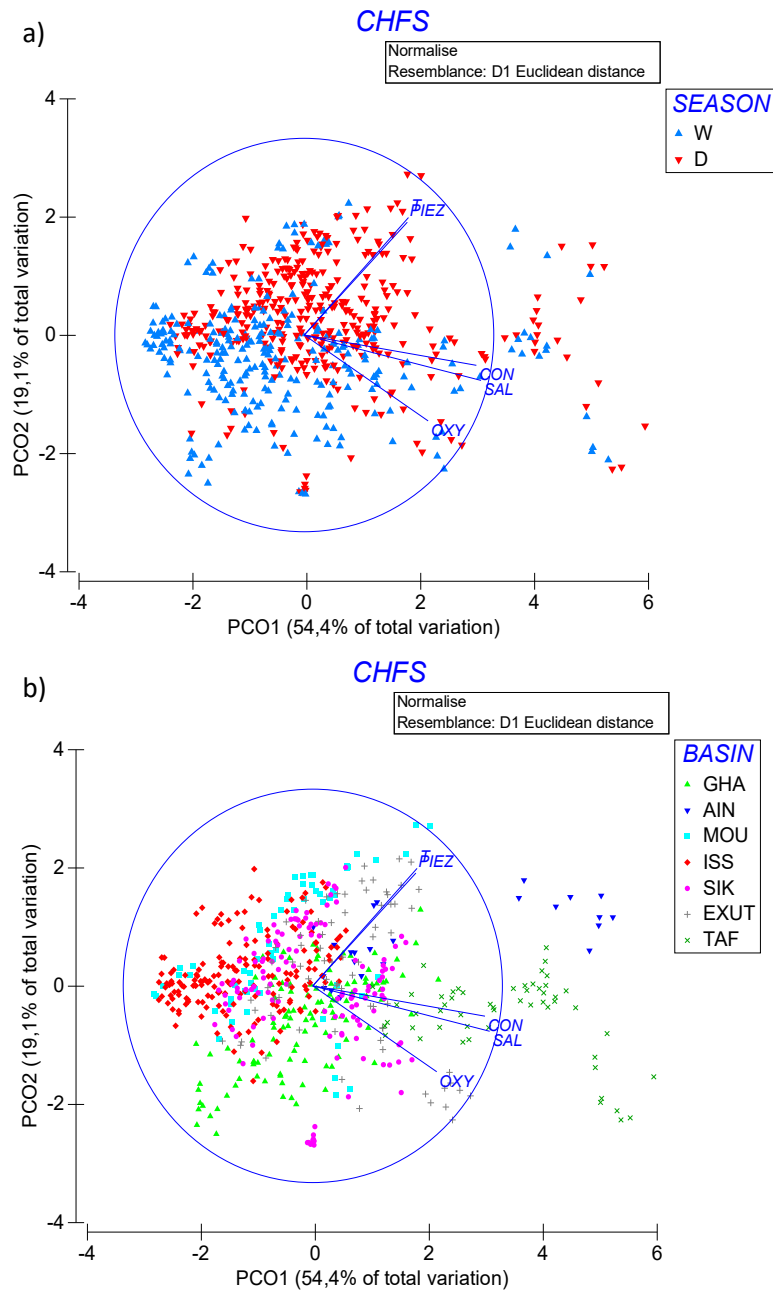 a)
CHFS
Normalise
Resemblance: D1 Euclidean distance
SEASON
W
D
4
2
0
-2
-4
PCO2 (19,1% of total variation)
T
PIEZ
CON
SAL
OXY
-4 -2 0 2 4 6
PCO1 (54,4% of total variation)
b)
CHFS
Normalise
Resemblance: D1 Euclidean distance
BASIN
GHA
AIN
MOU
ISS
SIK
EXUT
TAF
4
2
0
-2
-4
PCO2 (19,1% of total variation)
T
PIEZ
CON
SAL
OXY
-4 -2 0 2 4 6
PCO1 (54,4% of total variation)